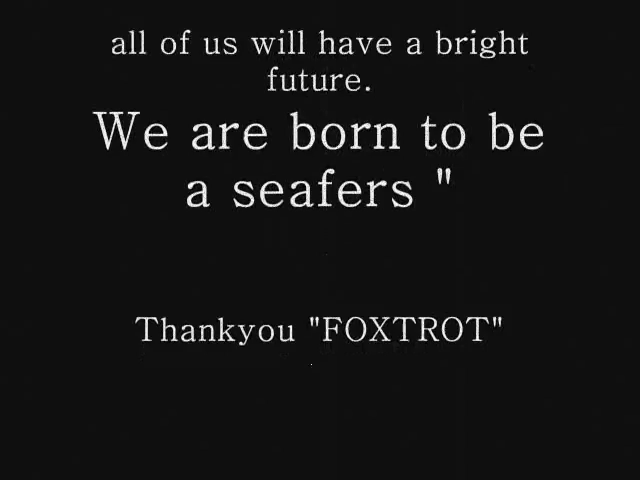 all of us will have a bright
future.
We are born to be
a seafers "
Thankyou "FOXTROT"